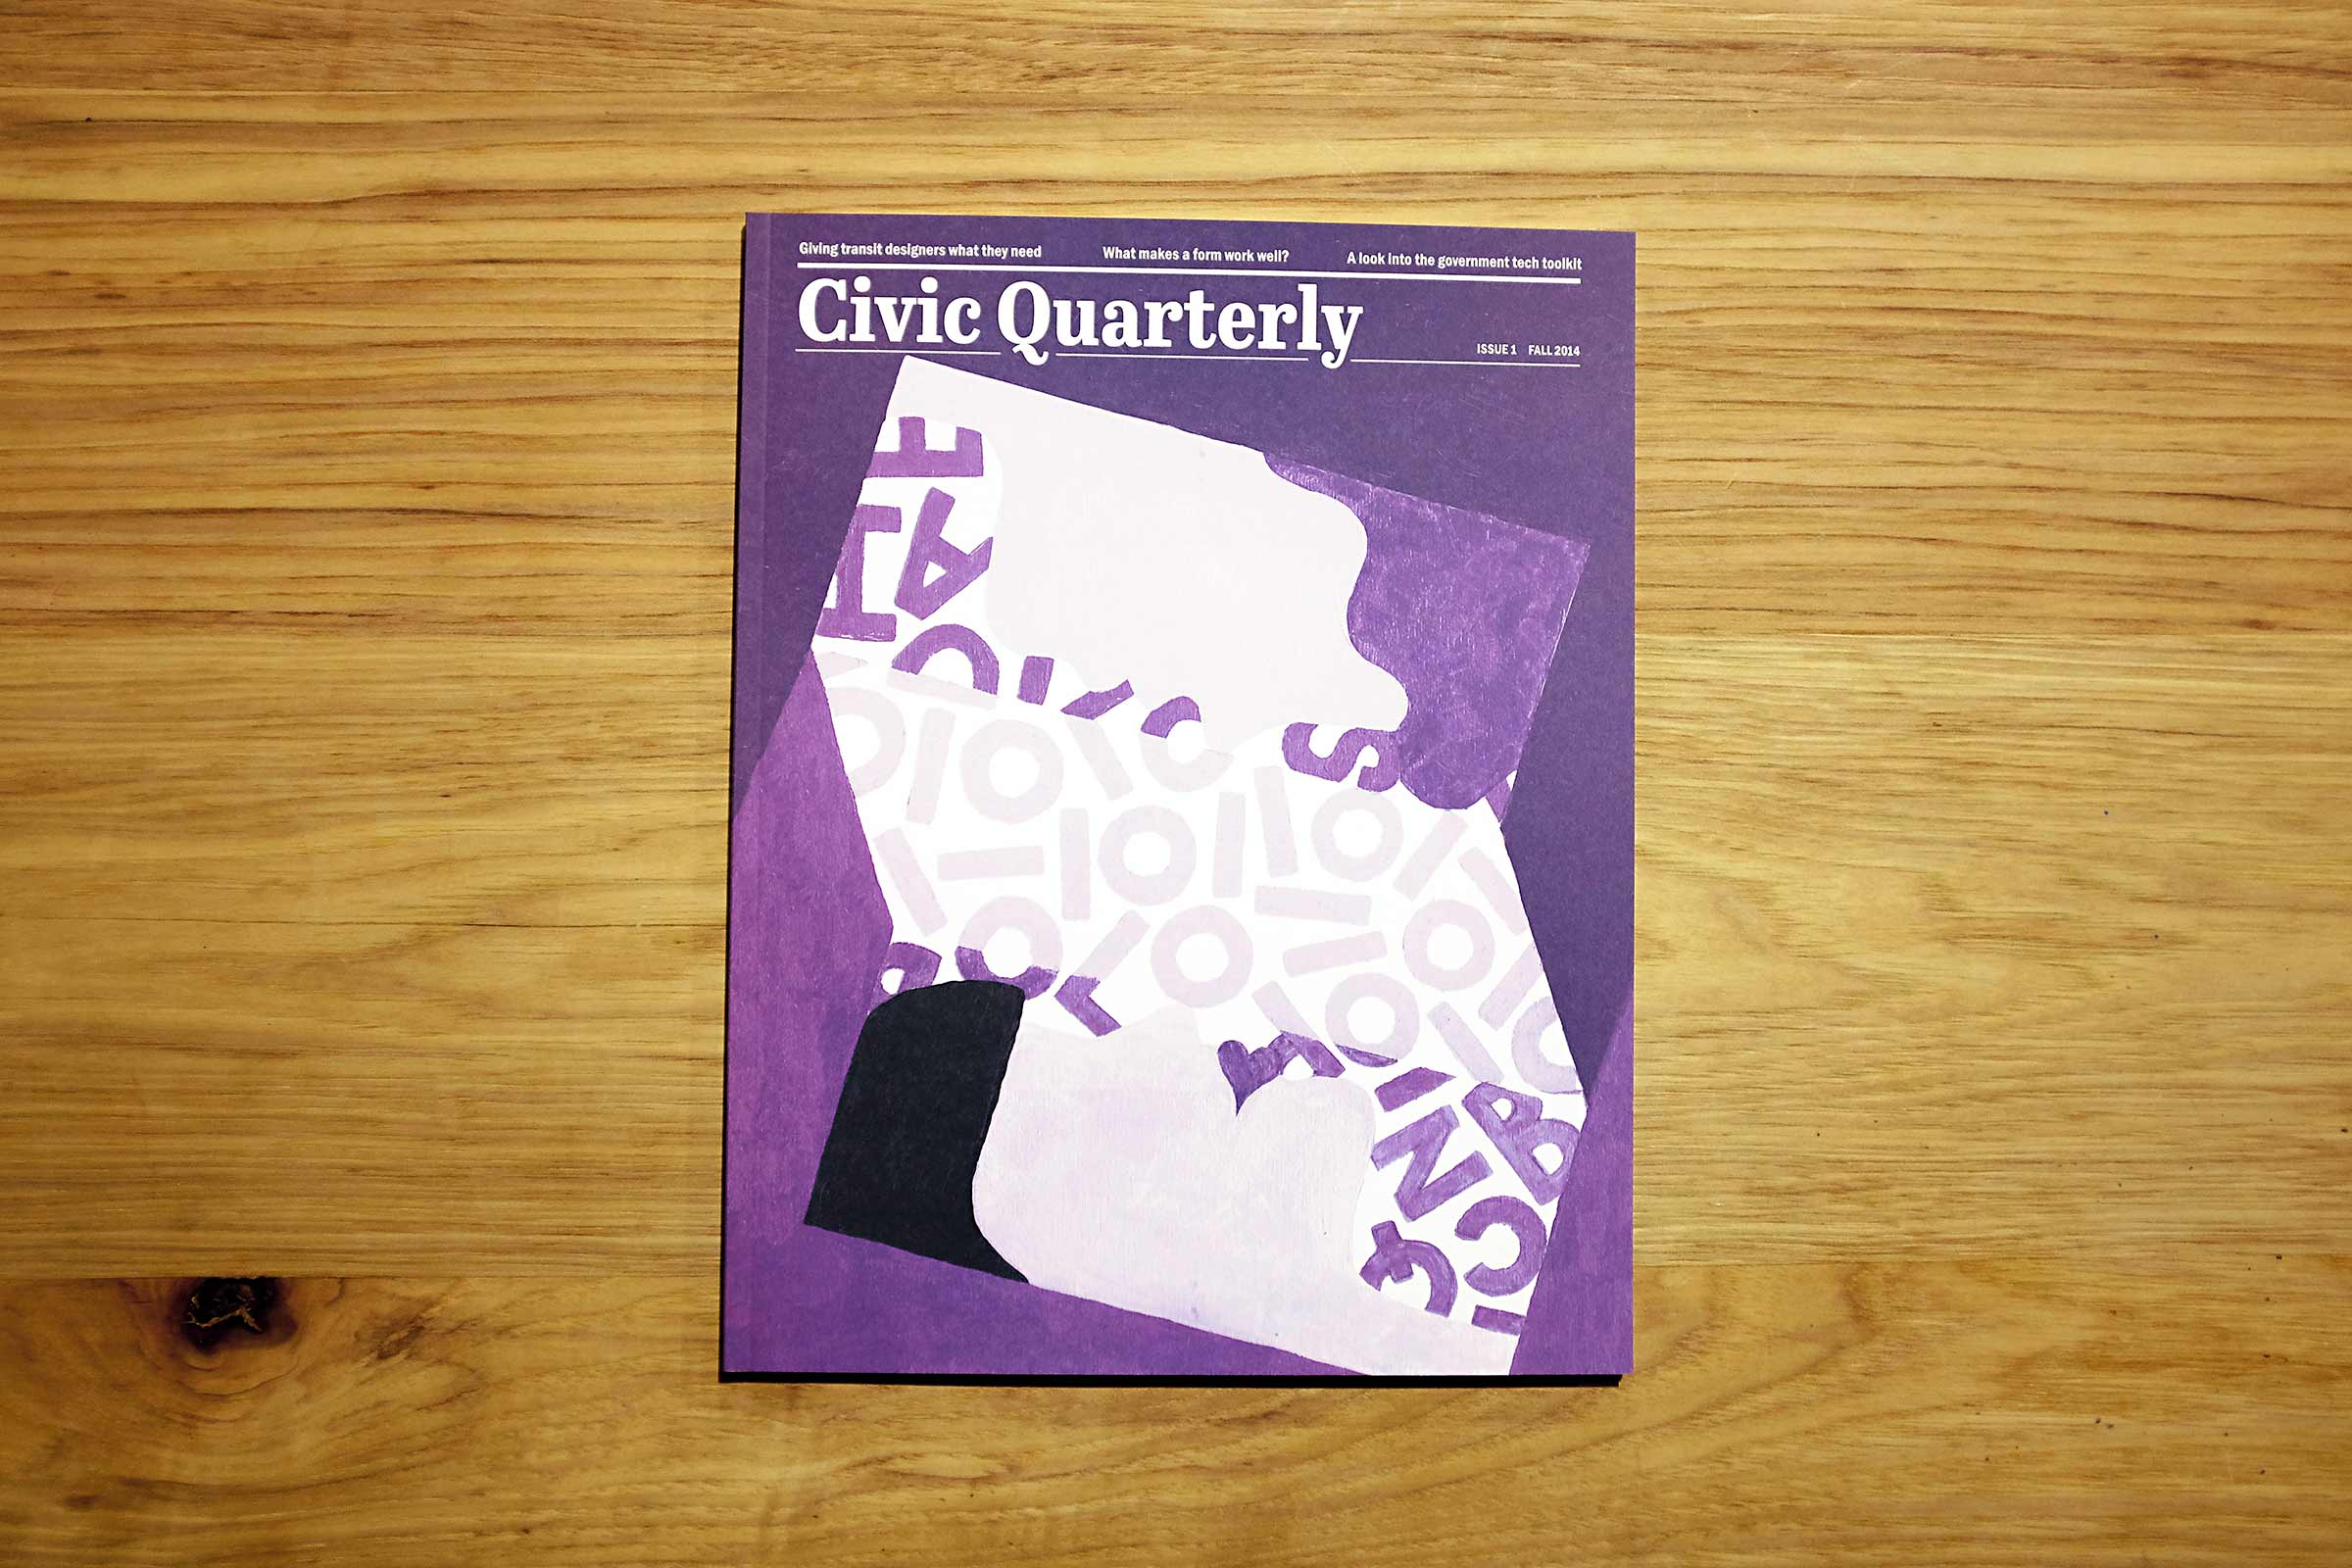 Giving transit designers what they need What makes a form work well? A look into the government tech toolkit
Civic Quarterly
ISSUE 1 FALL 2014